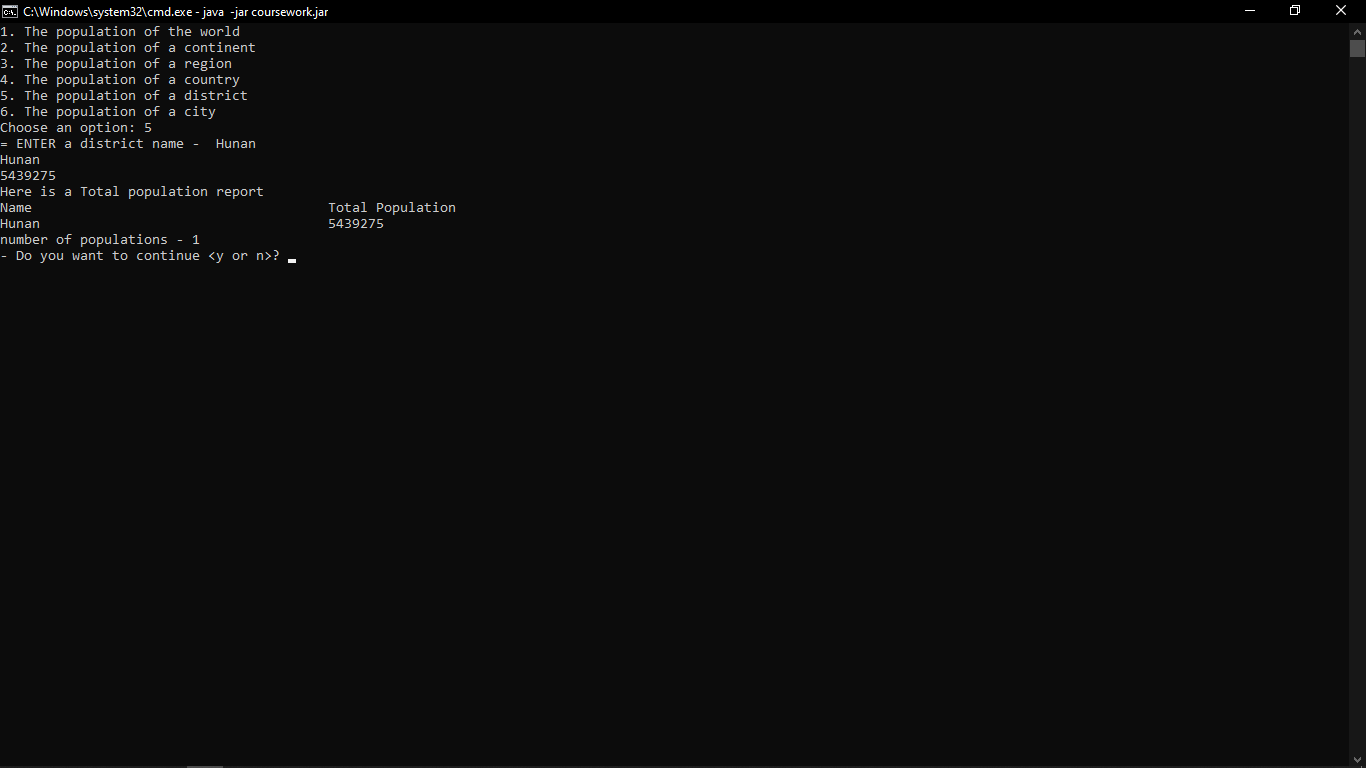 C:\Windows\system32\cmd.exe - java  -jar coursework.jar
1. The population of the world
2. The population of a continent
3. The population of a region
4. The population of a country
5. The population of a district
6. The population of a city
Choose an option: 5
= ENTER a district name -  Hunan
Hunan
5439275
Here is a Total population report
Name                                     Total Population
Hunan                                    5439275
number of populations - 1
- Do you want to continue <y or n>?